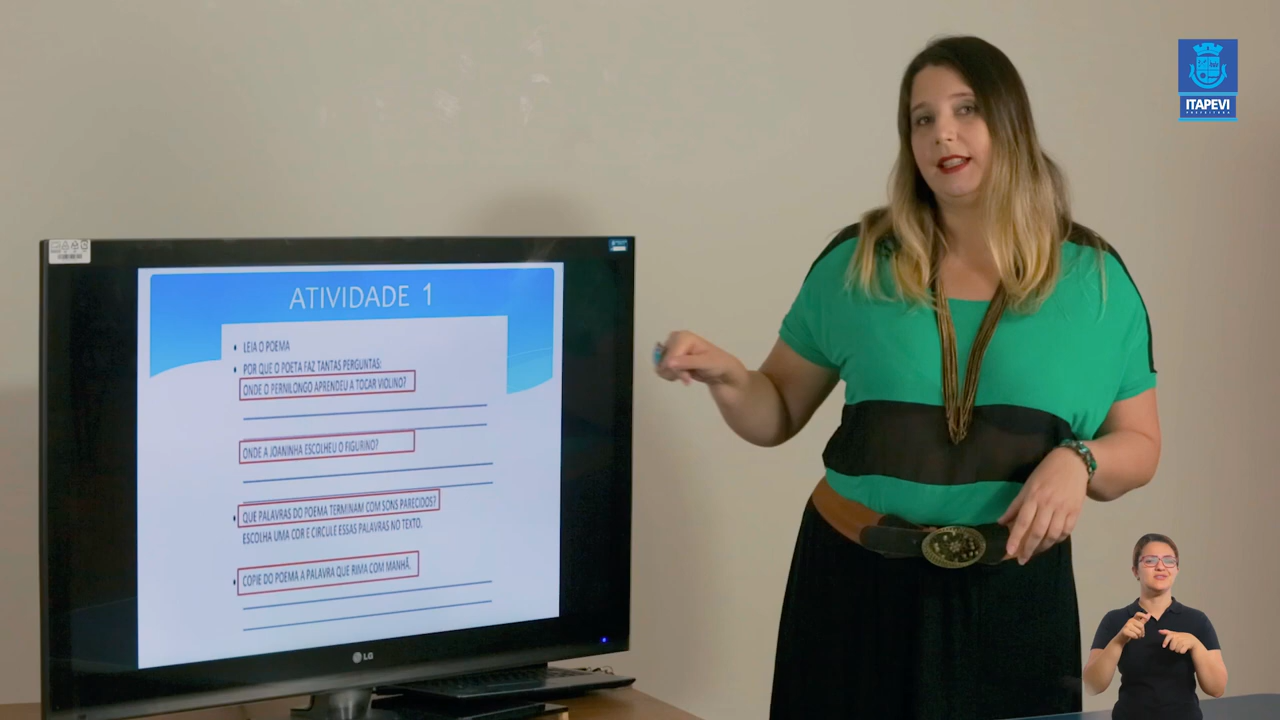 ITAPEVI
PREFEITURA
ATIVIDADE 1
LEIA O POEMA
POR QUE O POETA FAZ TANTAS PERGUNTAS:
ONDE O PERNILONGO APRENDEU A TOCAR VIOLINO?
ONDE A JOANINHA ESCOLHEU O FIGURINO?
QUE PALAVRAS DO POEMA TERMINAM COM SONS PARECIDOS?
ESCOLHA UMA COR E CIRCULE ESSAS PALAVRAS NO TEXTO.
COPIE DO POEMA A PALAVRA QUE RIMA COM MANHÃ.
LG